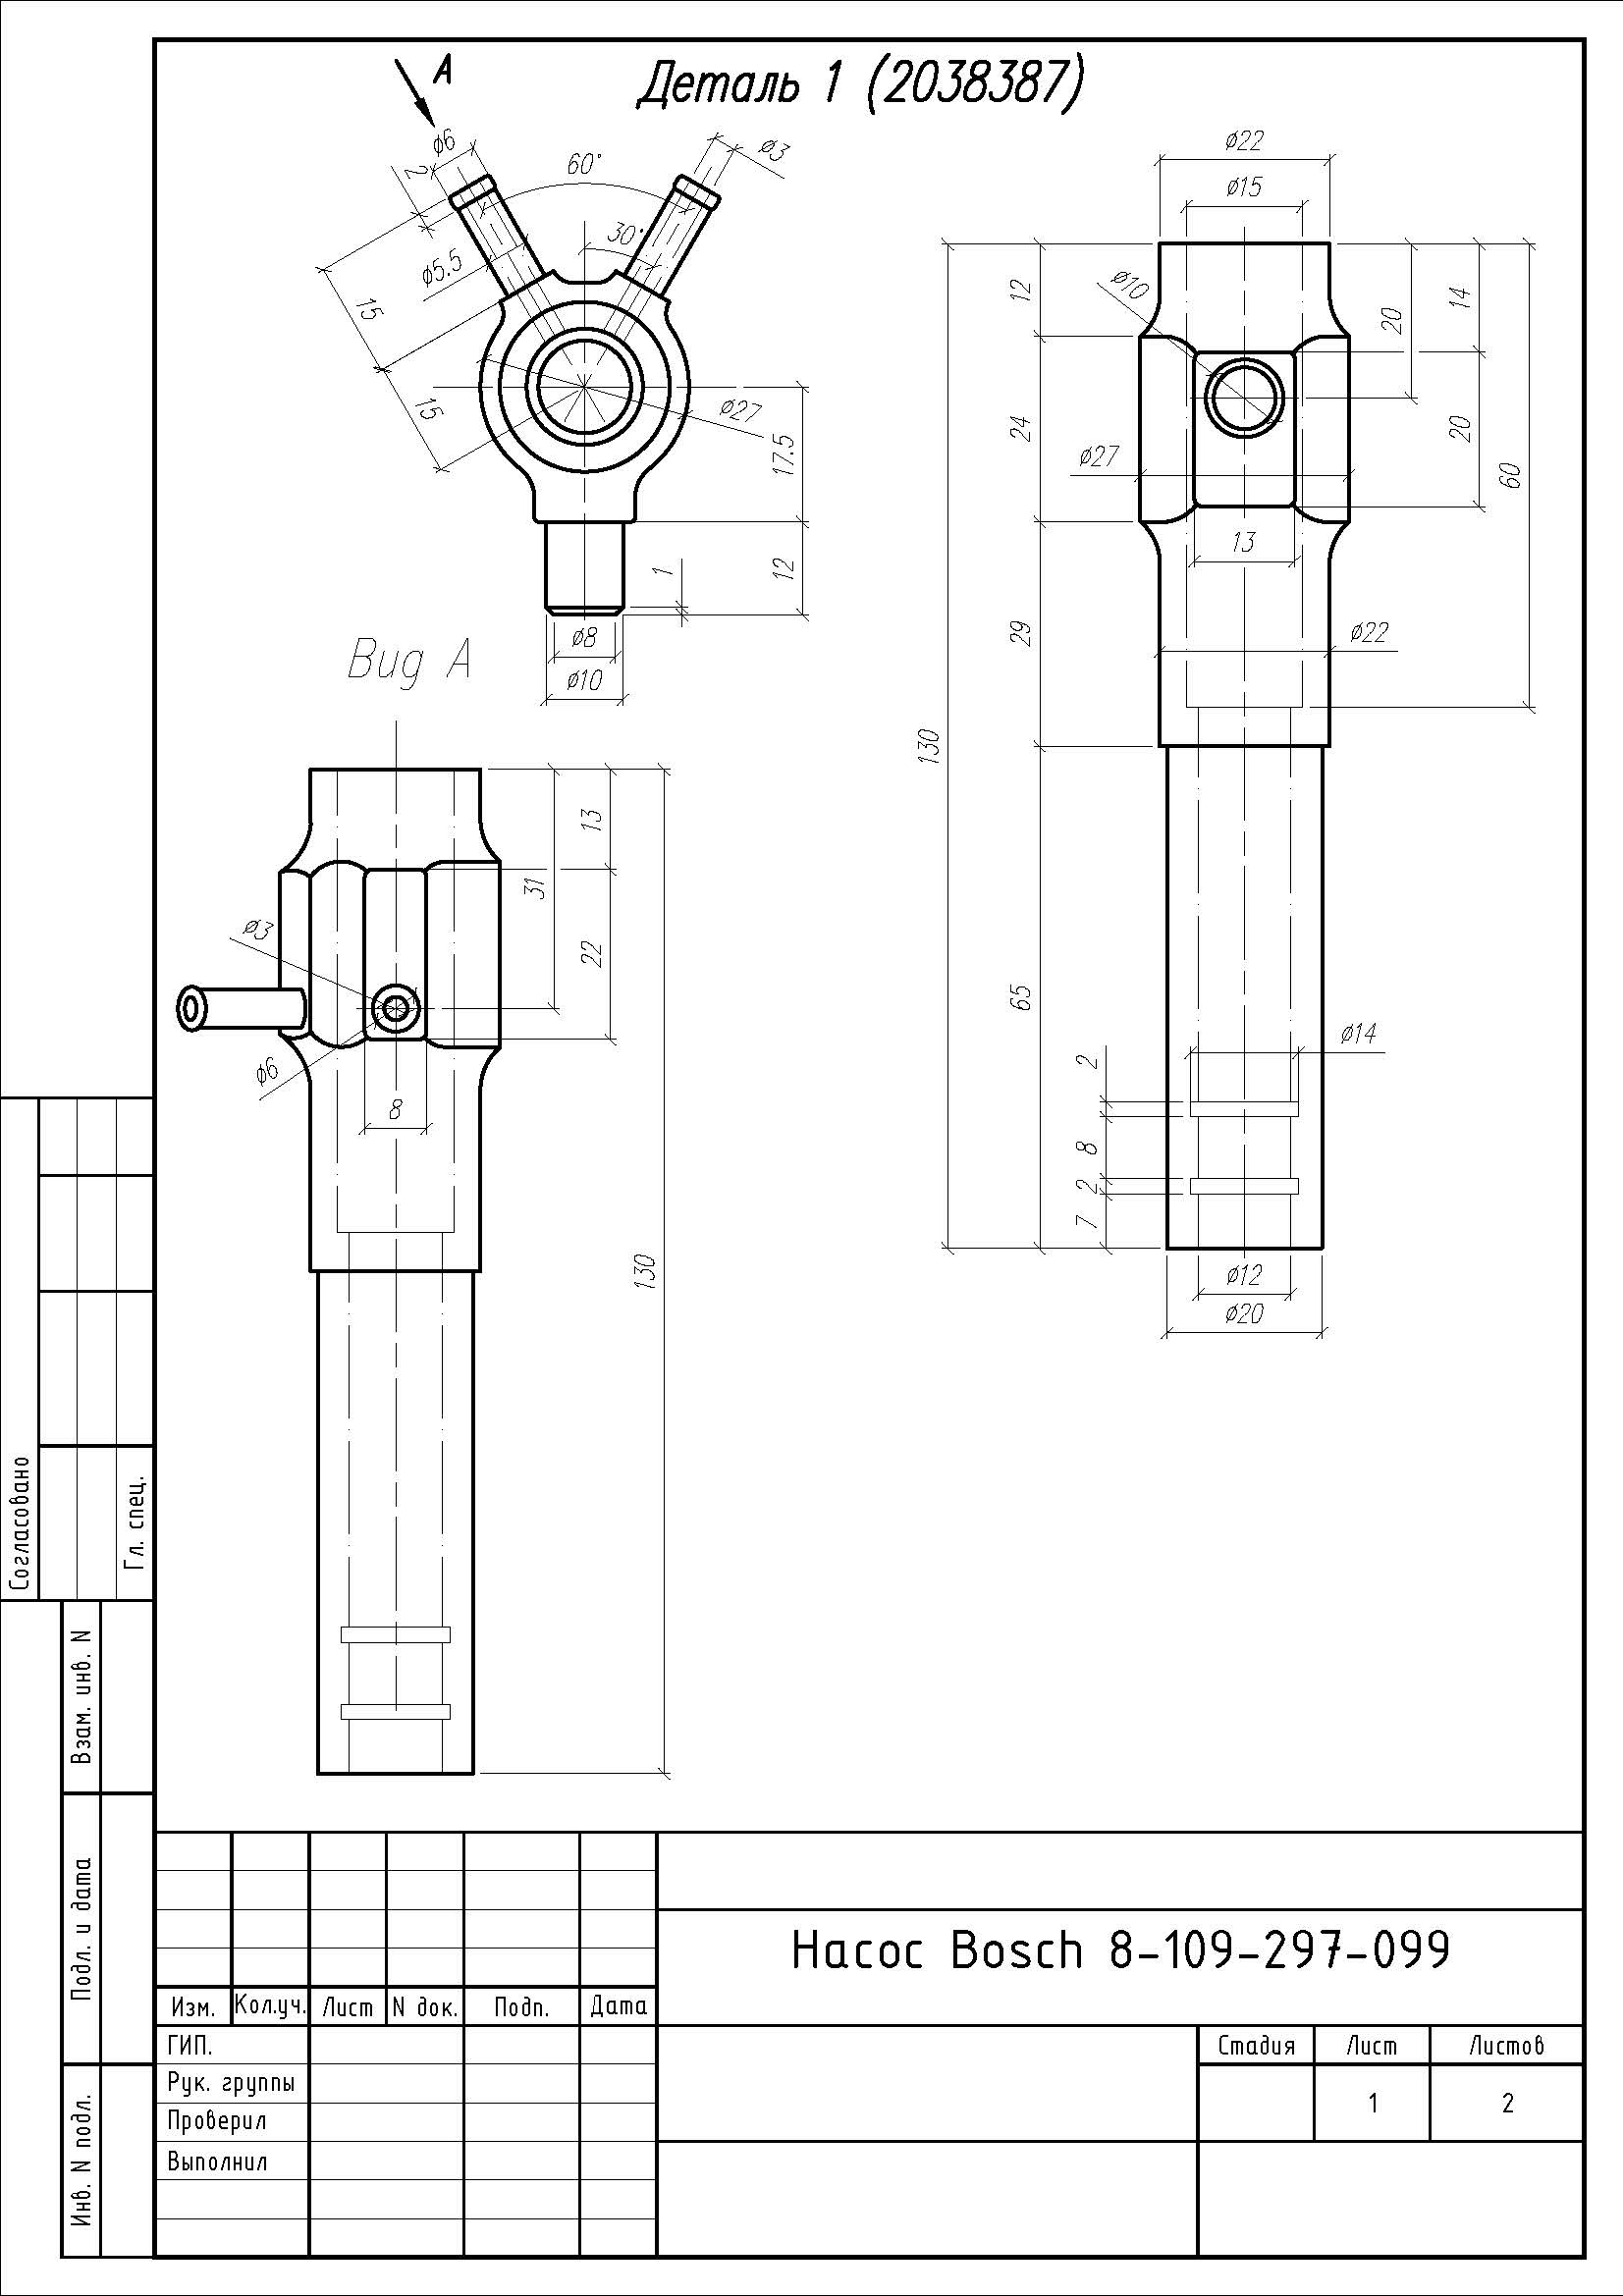 Деталь 1 (2038387)
A
ø6
2
60°
ø3
30°
ø5.5
15
15
ø27
17.5
12
1
ø8
ø10
Вид А
ø22
ø15
12
ø10
20
14
24
ø27
20
60
13
29
ø22
130
65
ø14
2
8
2
7
ø12
ø20
13
31
22
ø3
ø6
8
130
Согласовано
Гл. спец.
Взам. инв. N
Подл. и дата
Инв. N подл.
Насос Bosch 8-109-297-099
Изм. Кол.уч. Лист N док. Подп. Дата
ГИП.
Рук. группы
Проверил
Выполнил
Стадия Лист Листов
1 2